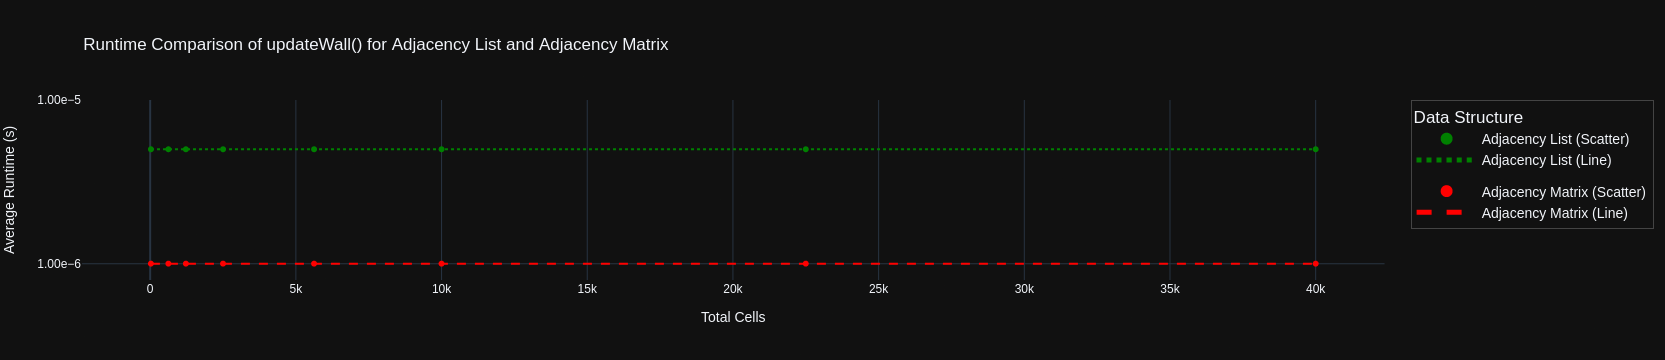 Runtime Comparison of updateWall() for Adjacency List and Adjacency Matrix
1.00e−5
1.00e−6
Average Runtime (s)
0
5k
10k
15k
20k
25k
30k
35k
40k
Total Cells
Data Structure
Adjacency List (Scatter)
Adjacency List (Line)
Adjacency Matrix (Scatter)
Adjacency Matrix (Line)